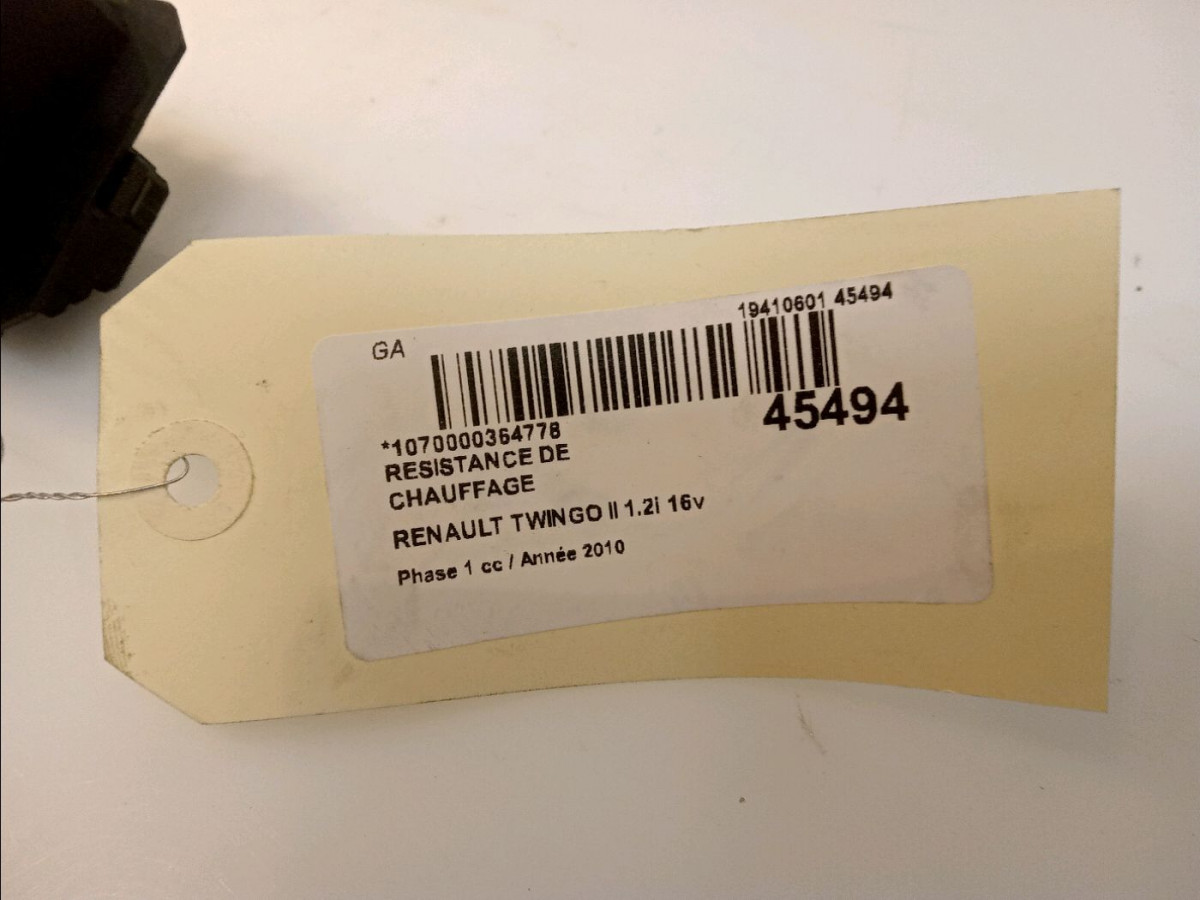 19410601 45494
GA
45494
*1070000364778
RESISTANCE DE
CHAUFFAGE
RENAULT TWINGO II 1.2i 16v
Phase 1 cc / Année 2010